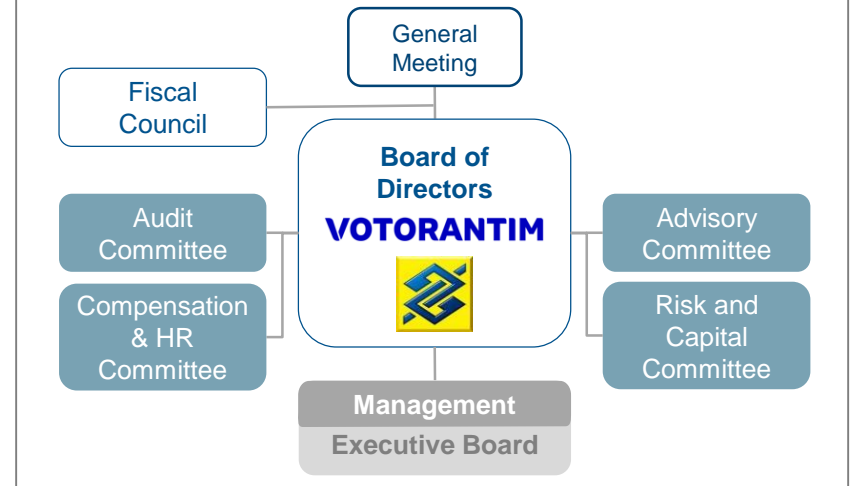 General
Meeting
Fiscal
Council
Board of
Directors
VOTORANTIM
Audit
Committee
Advisory
Committee
Compensation
& HR
Committee
Risk and
Capital
Committee
Management
Executive Board